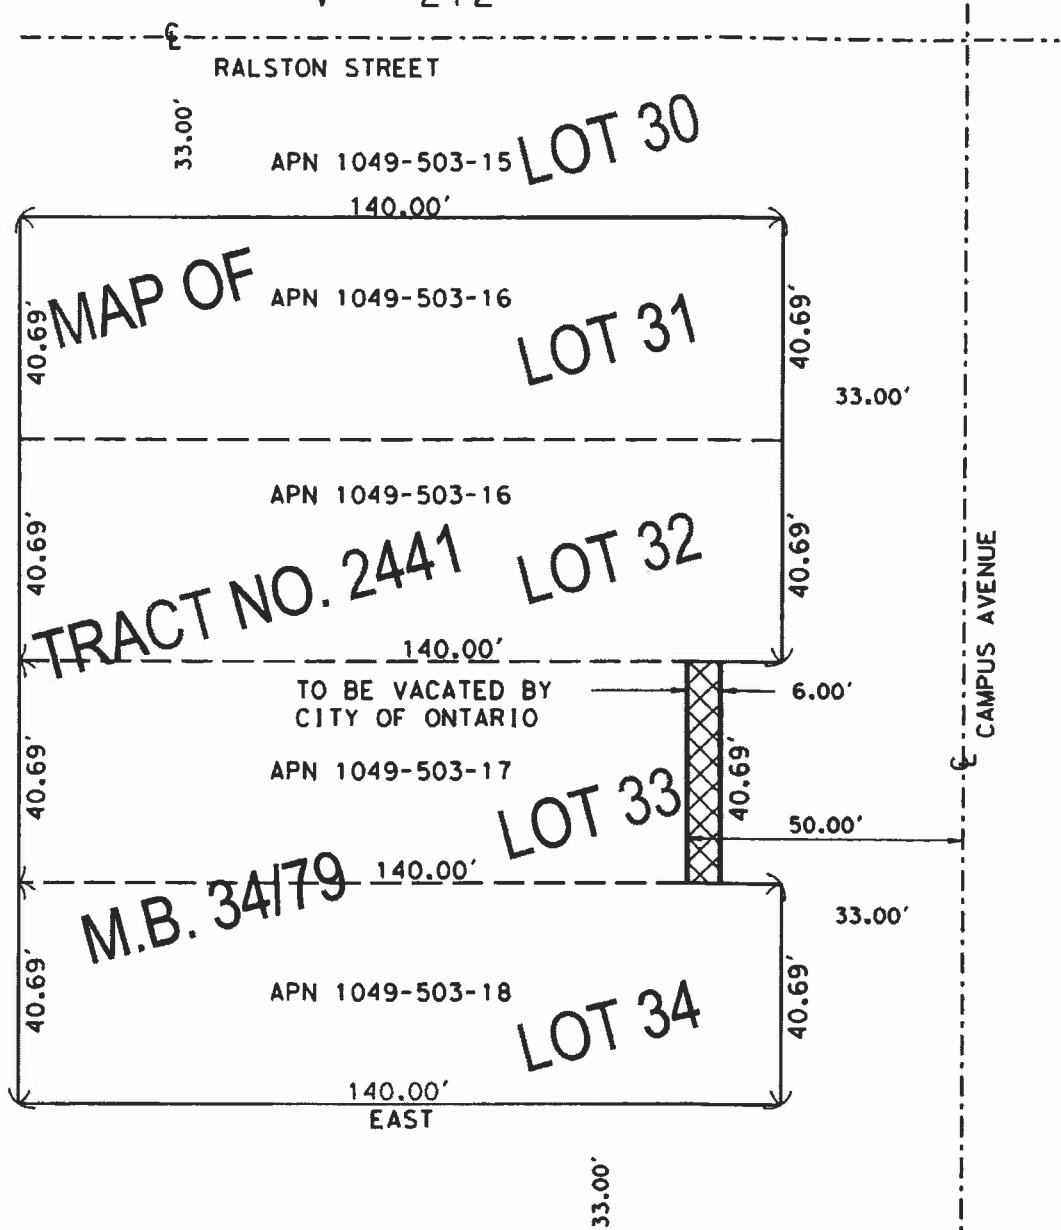 ℄
RALSTON STREET
33.00'
APN 1049-503-15
LOT 30
140.00'
MAP OF
APN 1049-503-16
LOT 31
40.69'
40.69'
33.00'
APN 1049-503-16
LOT 32
40.69'
40.69'
TRACT NO. 2441
140.00'
TO BE VACATED BY
CITY OF ONTARIO
6.00'
CAMPUS AVENUE
℄
APN 1049-503-17
LOT 33
40.69'
40.69'
50.00'
140.00'
M.B. 34/79
33.00'
APN 1049-503-18
LOT 34
40.69'
40.69'
140.00'
EAST
33.00'